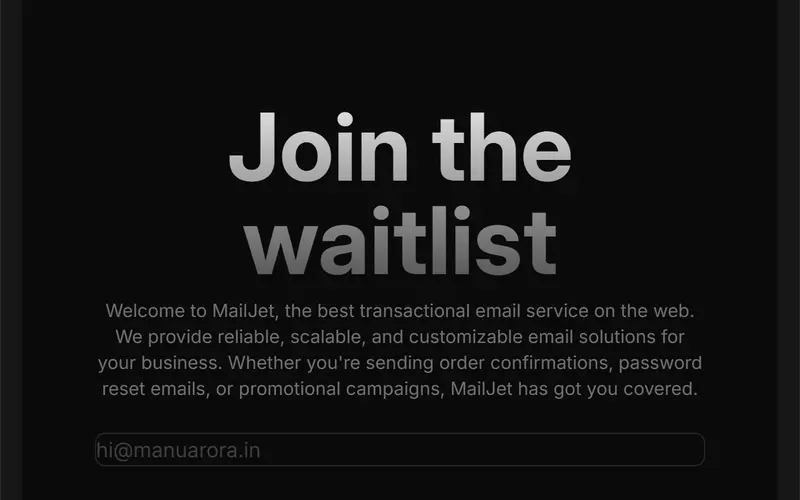 Join the
waitlist
Welcome to MailJet, the best transactional email service on the web.
We provide reliable, scalable, and customizable email solutions for
your business. Whether you're sending order confirmations, password
reset emails, or promotional campaigns, MailJet has got you covered.
hi@manuarora.in